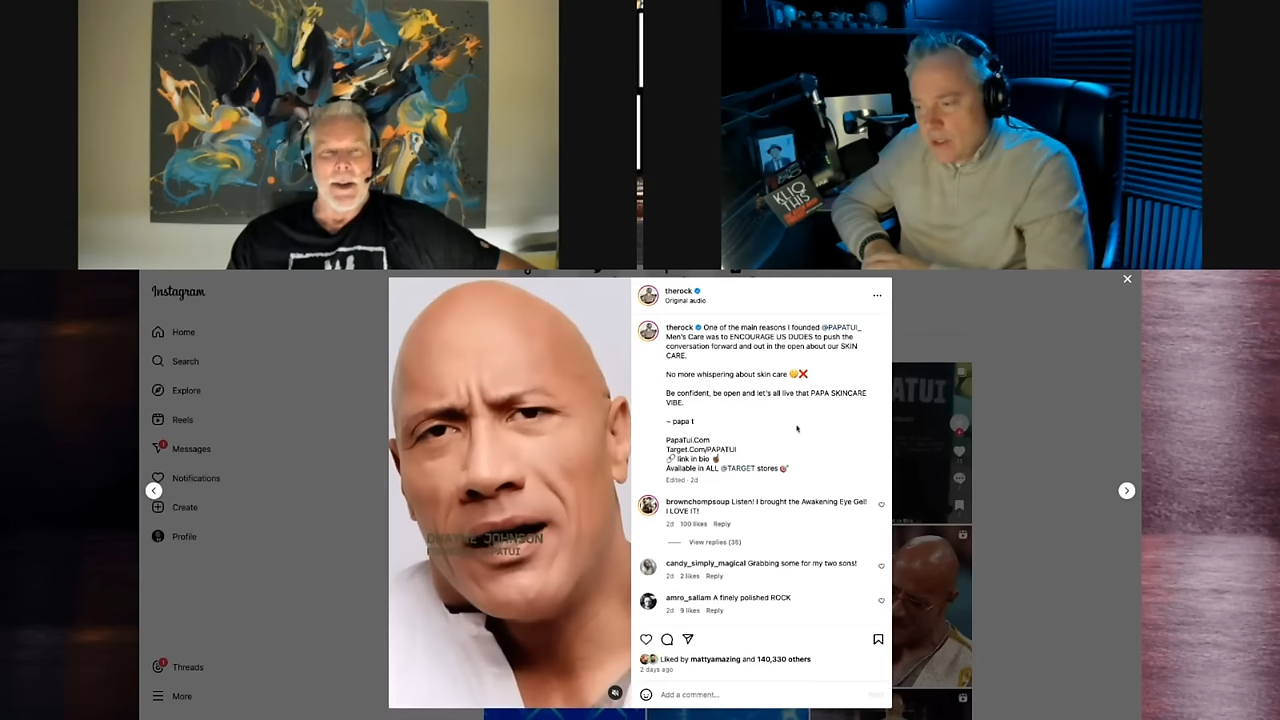 KLIQ
THIS
Instagram
Home
Search
Explore
Reels
Messages
Notifications
Create
Profile
Threads
More
DWAYNE JOHNSON
therock
Original audio
therock One of the main reasons I founded @PAPATUI_
Men's Care was to ENCOURAGE US DUDES to push the
conversation forward and out in the open about our SKIN
CARE.
No more whispering about skin care
Be confident, be open and let's all live that PAPA SKINCARE
VIBE.
~ papa t
PapaTui.Com
Target.Com/PAPATUI
link in bio
Available in ALL @TARGET stores
Edited · 2d
brownchompsoup Listen! I brought the Awakening Eye Gel!
I LOVE IT!
2d 100 likes Reply
View replies (35)
candy_simply_magical Grabbing some for my two sons!
2d 2 likes Reply
amro_sallam A finely polished ROCK
2d 9 likes Reply
Liked by mattyamazing and 140,330 others
2 days ago
Add a comment...